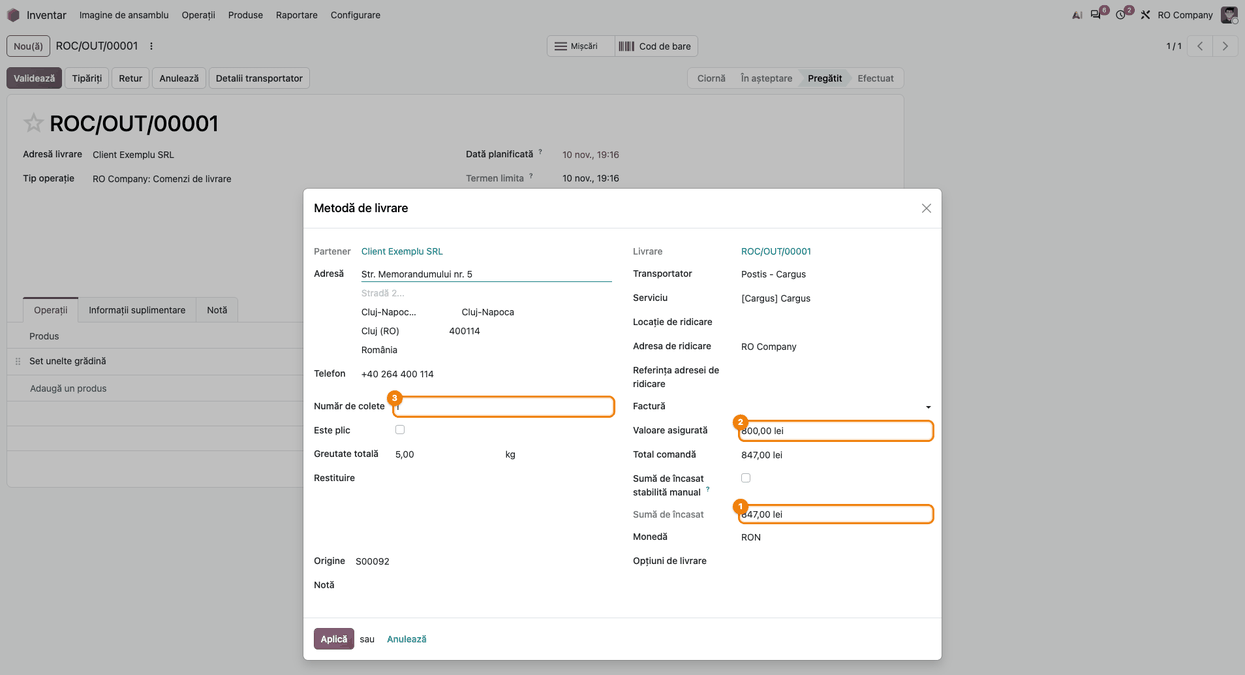 Inventar
Imagine de ansamblu
Operații
Produse
Raportare
Configurare
AI
6
2
RO Company
Nou(ă)
ROC/OUT/00001
Mișcări
Cod de bare
1 / 1
Validează
Tipăriți
Retur
Anulează
Detalii transportator
Ciornă
În așteptare
Pregătit
Efectuat
ROC/OUT/00001
Adresă livrare Client Exemplu SRL
Dată planificată ? 10 nov., 19:16
Tip operație RO Company: Comenzi de livrare
Termen limita ? 10 nov., 19:16
Operații
Informații suplimentare
Notă
Produs
Set unelte grădină
Adaugă un produs
Metodă de livrare
Partener Client Exemplu SRL
Adresă Str. Memorandumului nr. 5
Stradă 2...
Cluj-Napoc... Cluj-Napoca
Cluj (RO) 400114
România
Telefon +40 264 400 114
Număr de colete 1
3
Este plic
Greutate totală 5,00 kg
Restituire
Origine S00092
Notă
Livrare ROC/OUT/00001
Transportator Postis - Cargus
Serviciu [Cargus] Cargus
Locație de ridicare
Adresa de ridicare RO Company
Referința adresei de
ridicare
Factură
2
Valoare asigurată 800,00 lei
Total comandă 847,00 lei
Sumă de încasat
stabilită manual ?
1
Sumă de încasat 847,00 lei
Monedă RON
Opțiuni de livrare
Aplică sau Anulează